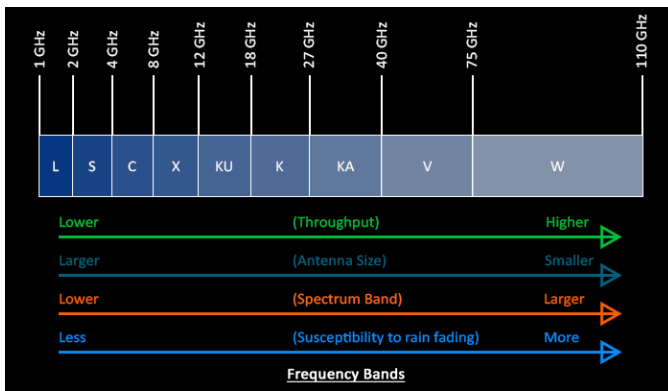 1 GHz 2 GHz 4 GHz 8 GHz 12 GHz 18 GHz 27 GHz 40 GHz 75 GHz 110 GHz
L S C X KU K KA V W
Lower (Throughput) Higher
Larger (Antenna Size) Smaller
Lower (Spectrum Band) Larger
Less (Susceptibility to rain fading) More
Frequency Bands